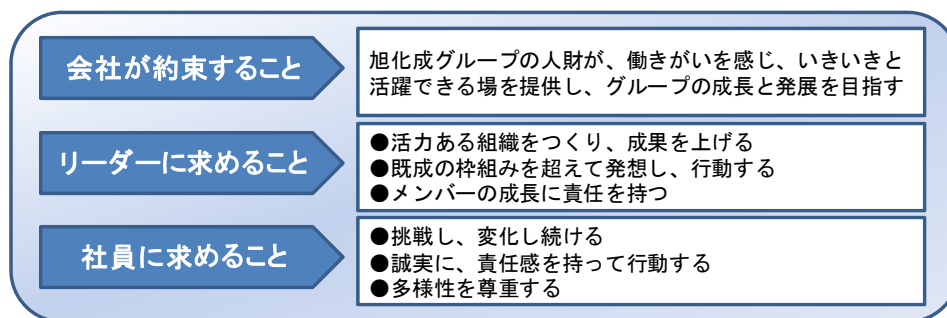 会社が約束すること
旭化成グループの人財が、働きがいを感じ、いきいきと
活躍できる場を提供し、グループの成長と発展を目指す
リーダーに求めること
●活力ある組織をつくり、成果を上げる
●既成の枠組みを超えて発想し、行動する
●メンバーの成長に責任を持つ
社員に求めること
●挑戦し、変化し続ける
●誠実に、責任感を持って行動する
●多様性を尊重する